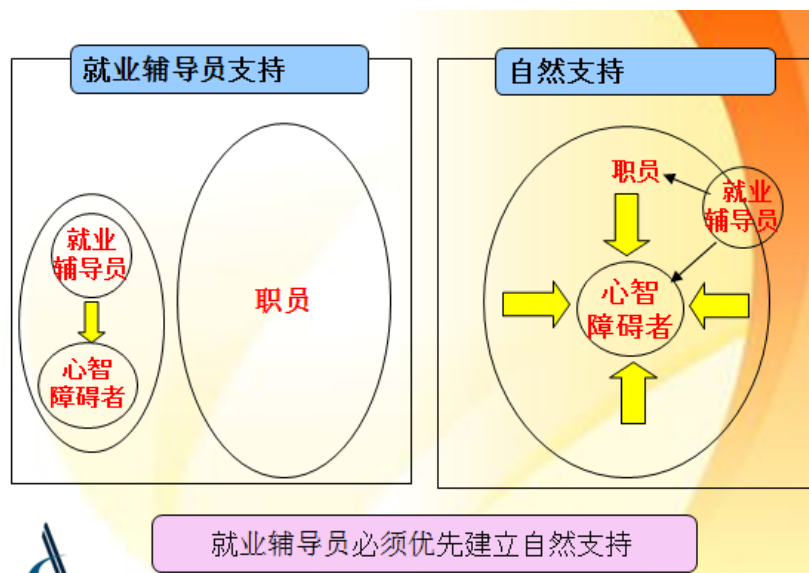 就业辅导员支持
就业
辅导员
心智
障碍者
职员
自然支持
职员
就业
辅导员
心智
障碍者
就业辅导员必须优先建立自然支持